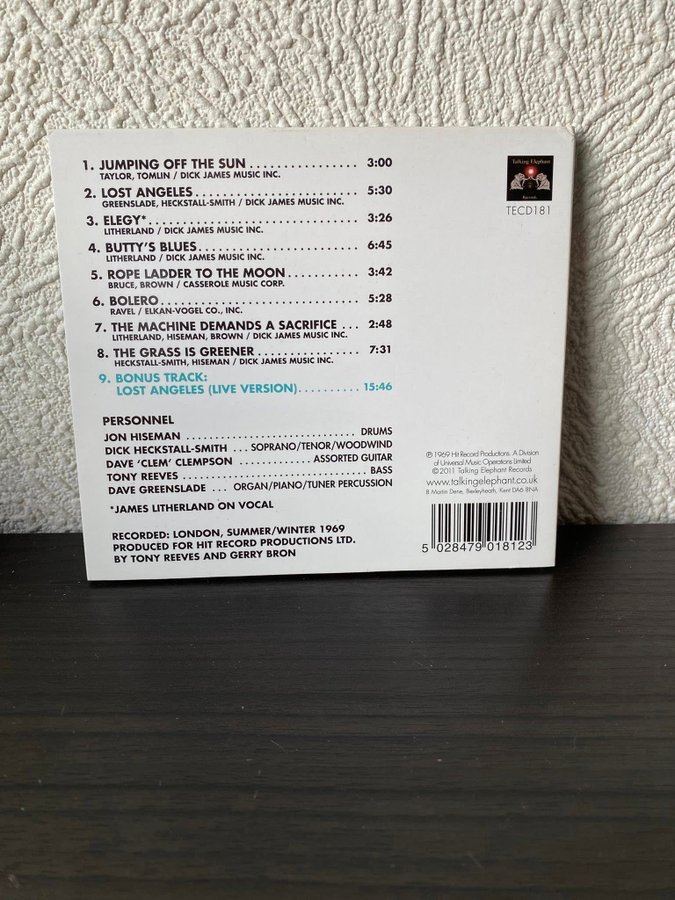 1. JUMPING OFF THE SUN ................ 3:00
TAYLOR, TOMLIN / DICK JAMES MUSIC INC.
2. LOST ANGELES ......................... 5:30
GREENSLADE, HECKSTALL-SMITH / DICK JAMES MUSIC INC.
3. ELEGY* .................................. 3:26
LITHERLAND / DICK JAMES MUSIC INC.
4. BUTTY'S BLUES ......................... 6:45
LITHERLAND / DICK JAMES MUSIC INC.
5. ROPE LADDER TO THE MOON .......... 3:42
BRUCE, BROWN / CASSEROLE MUSIC CORP.
6. BOLERO ................................ 5:28
RAVEL / ELKAN-VOGEL CO., INC.
7. THE MACHINE DEMANDS A SACRIFICE ... 2:48
LITHERLAND, HISEMAN, BROWN / DICK JAMES MUSIC INC.
8. THE GRASS IS GREENER ................ 7:31
HECKSTALL-SMITH, HISEMAN / DICK JAMES MUSIC INC.
9. BONUS TRACK:
LOST ANGELES (LIVE VERSION) .......... 15:46
PERSONNEL
JON HISEMAN ............................ DRUMS
DICK HECKSTALL-SMITH ... SOPRANO/TENOR/WOODWIND
DAVE 'CLEM' CLEMPSON ............ ASSORTED GUITAR
TONY REEVES ............................ BASS
DAVE GREENSLADE ... ORGAN/PIANO/TUNER PERCUSSION
*JAMES LITHERLAND ON VOCAL
RECORDED: LONDON, SUMMER/WINTER 1969
PRODUCED FOR HIT RECORD PRODUCTIONS LTD.
BY TONY REEVES AND GERRY BRON
Talking Elephant
Records
TECD181
℗ 1969 Hit Record Productions. A Division
of Universal Music Operations Limited
© 2011 Talking Elephant Records
www.talkingelephant.co.uk
8 Martin Dene, Bexleyheath, Kent DA6 8NA
5 028479 018123